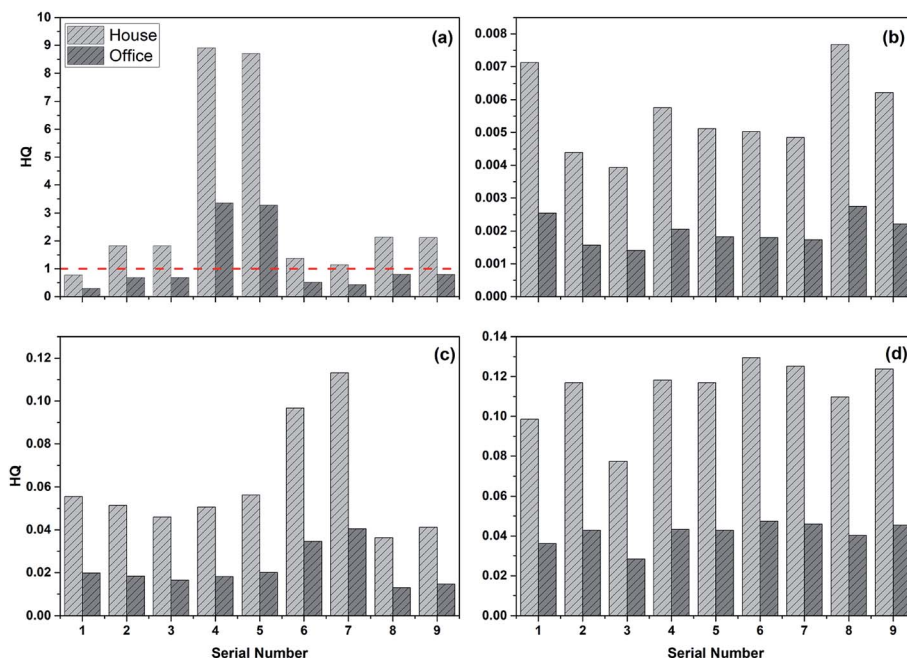 10
9
8
7
6
5
4
3
2
1
0
HQ
House
Office
(a)
0.008
0.007
0.006
0.005
0.004
0.003
0.002
0.001
0.000
(b)
0.12
0.10
0.08
0.06
0.04
0.02
0.00
HQ
(c)
1 2 3 4 5 6 7 8 9
Serial Number
0.14
0.12
0.10
0.08
0.06
0.04
0.02
0.00
(d)
1 2 3 4 5 6 7 8 9
Serial Number